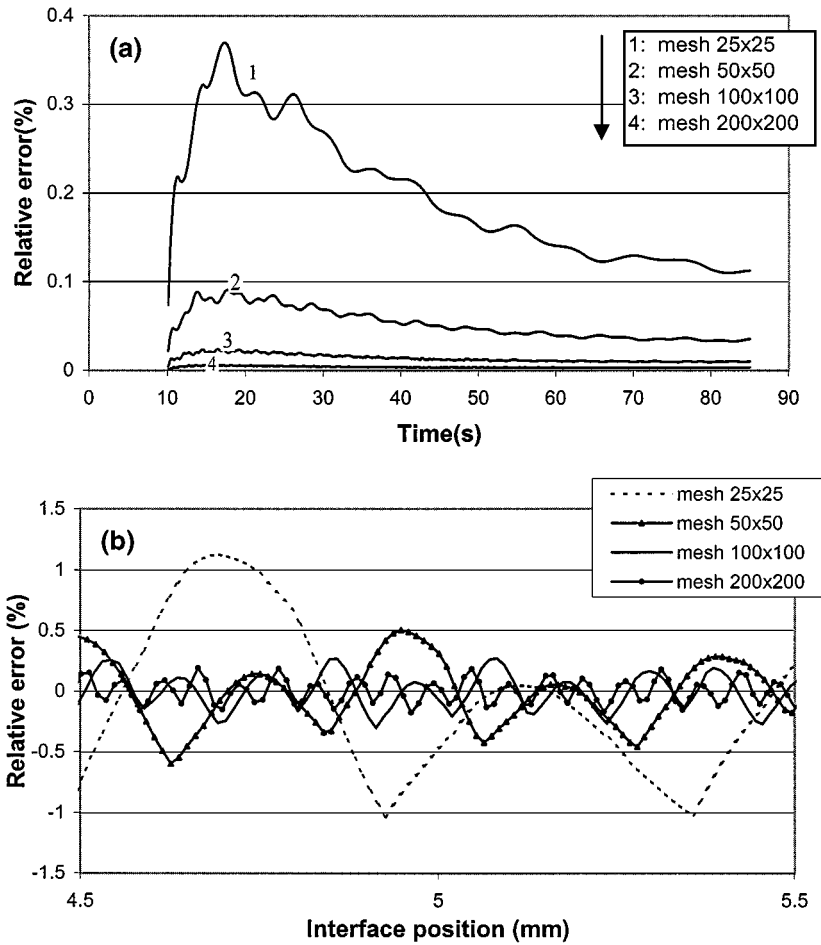 (a)
1: mesh 25x25
2: mesh 50x50
3: mesh 100x100
4: mesh 200x200
Relative error(%)
0.4
0.3
0.2
0.1
0
1
2
3
4
0 10 20 30 40 50 60 70 80 90
Time(s)
(b)
mesh 25x25
mesh 50x50
mesh 100x100
mesh 200x200
Relative error (%)
1.5
1
0.5
0
-0.5
-1
-1.5
4.5 5 5.5
Interface position (mm)